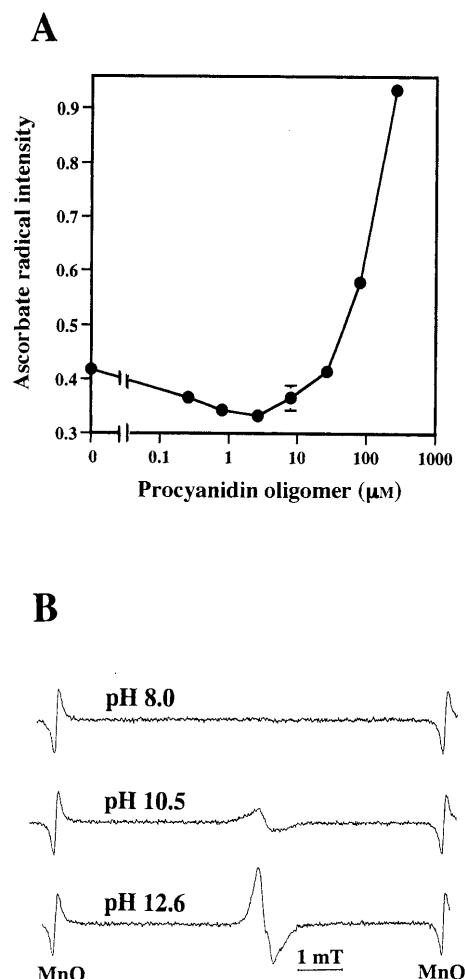 A
Ascorbate radical intensity
0.9
0.8
0.7
0.6
0.5
0.4
0.3
0 0.1 1 10 100 1000
Procyanidin oligomer (μM)
B
pH 8.0
pH 10.5
pH 12.6
1 mT
MnO MnO